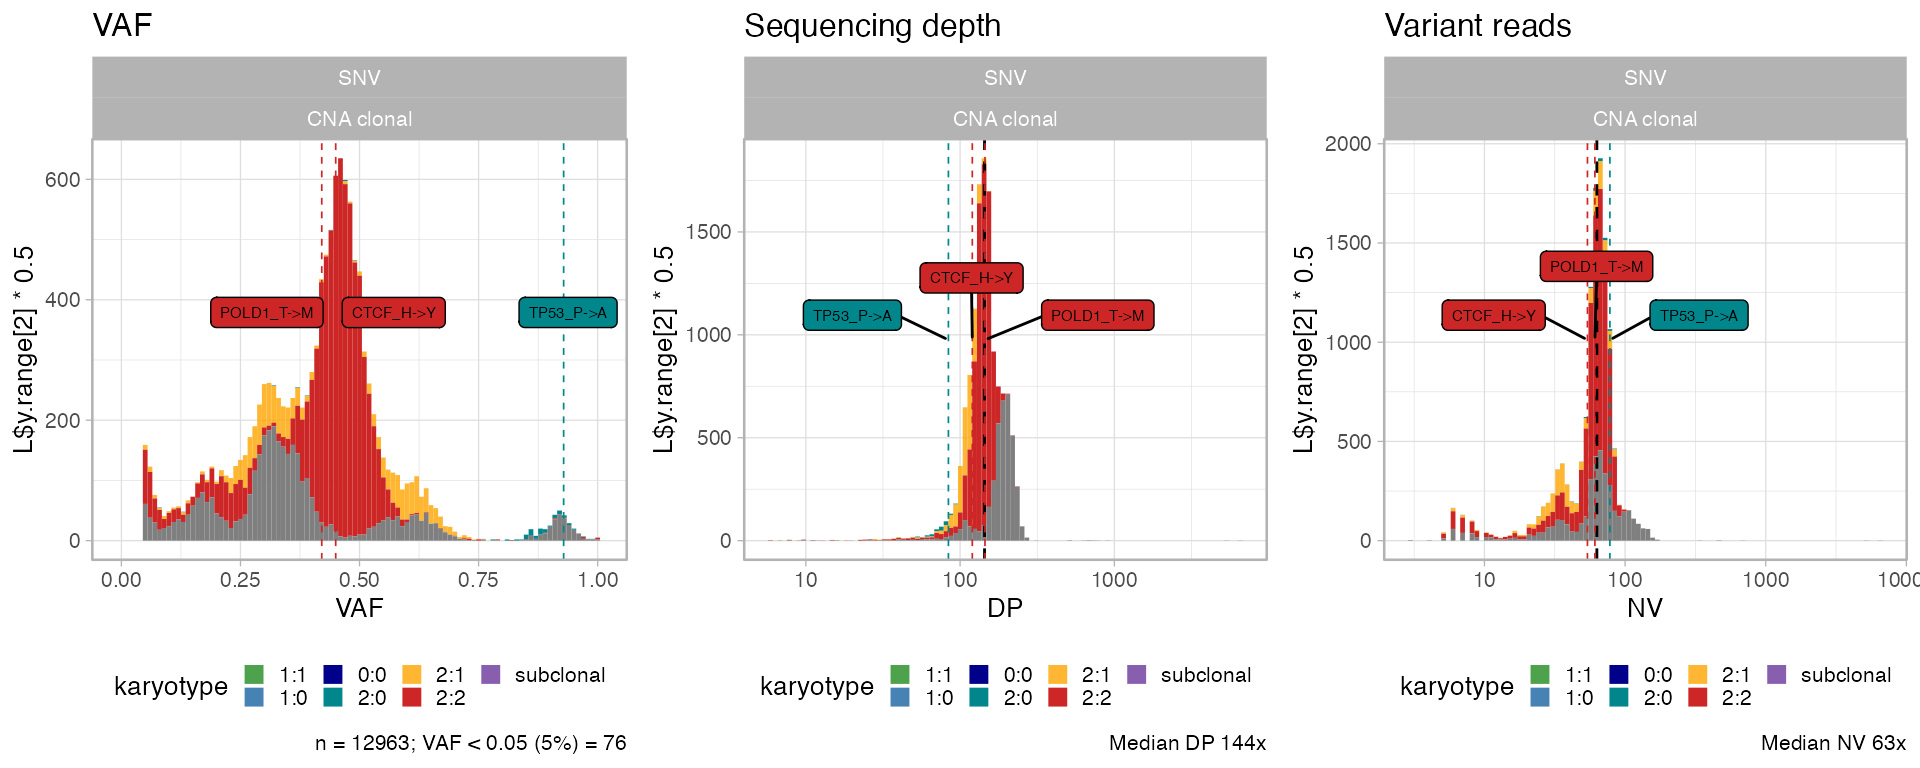 VAF
SNV
CNA clonal
L$y.range[2] * 0.5
600
400
200
0
POLD1_T->M
CTCF_H->Y
TP53_P->A
0.00 0.25 0.50 0.75 1.00
VAF
karyotype
1:1 0:0 2:1 subclonal
1:0 2:0 2:2
n = 12963; VAF < 0.05 (5%) = 76
Sequencing depth
SNV
CNA clonal
L$y.range[2] * 0.5
1500
1000
500
0
CTCF_H->Y
TP53_P->A
POLD1_T->M
10 100 1000
DP
karyotype
1:1 0:0 2:1 subclonal
1:0 2:0 2:2
Median DP 144x
Variant reads
SNV
CNA clonal
L$y.range[2] * 0.5
2000
1500
1000
500
0
POLD1_T->M
CTCF_H->Y
TP53_P->A
10 100 1000 1000
NV
karyotype
1:1 0:0 2:1 subclonal
1:0 2:0 2:2
Median NV 63x